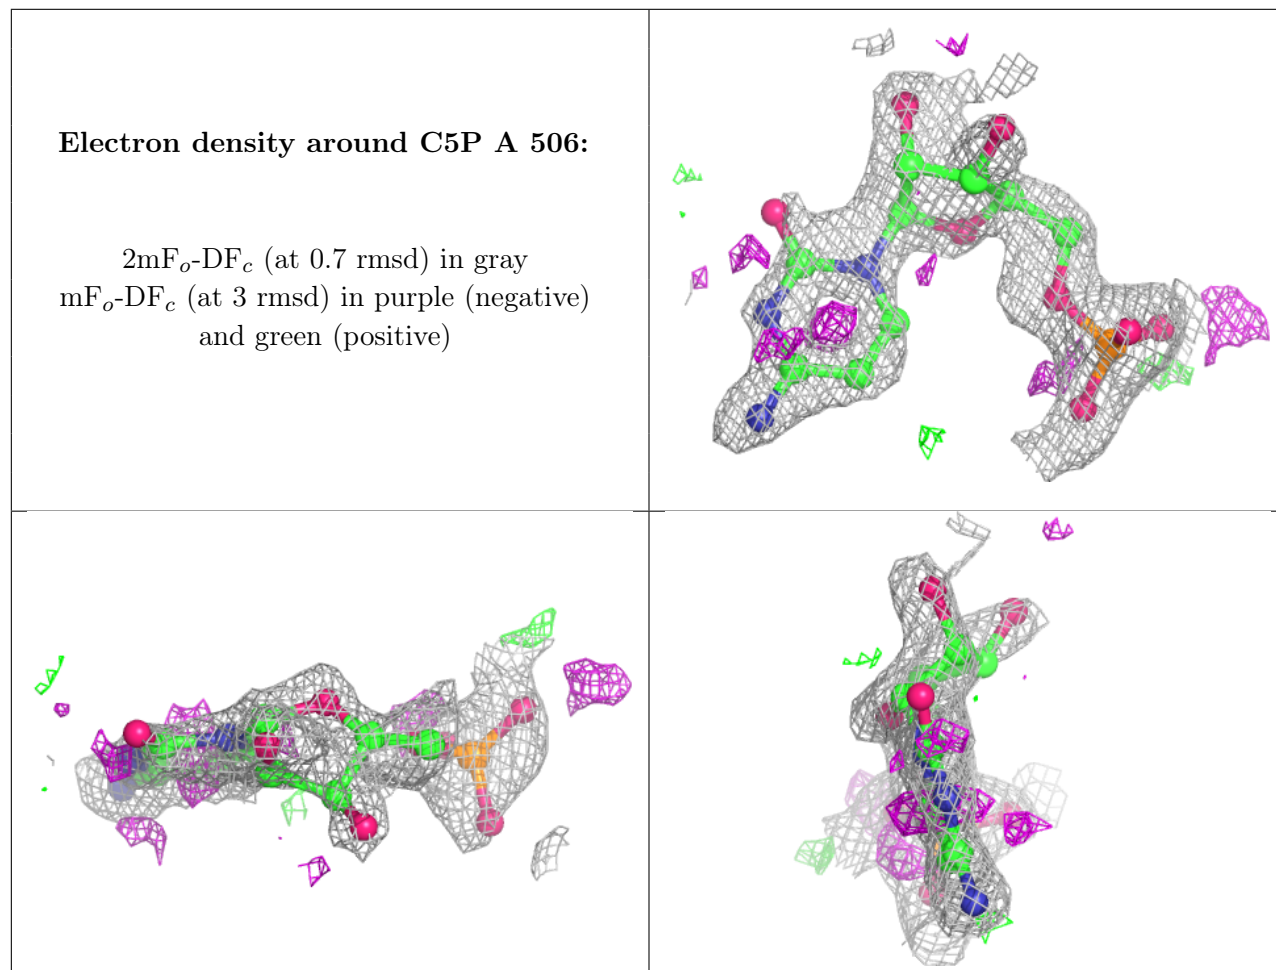 Electron density around C5P A 506:
2mFo-DFc (at 0.7 rmsd) in gray
mFo-DFc (at 3 rmsd) in purple (negative)
and green (positive)